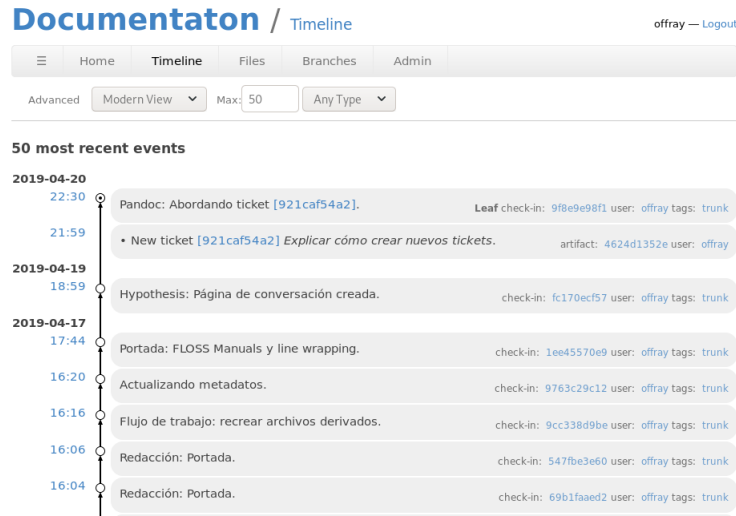 Documentaton / Timeline
offray — Logout
☰ Home Timeline Files Branches Admin
Advanced Modern View Max: 50 Any Type
50 most recent events
2019-04-20
22:30 Pandoc: Abordando ticket [921caf54a2]. Leaf check-in: 9f8e9e98f1 user: offray tags: trunk
21:59 • New ticket [921caf54a2] Explicar cómo crear nuevos tickets. artifact: 4624d1352e user: offray
2019-04-19
18:59 Hypothesis: Página de conversación creada. check-in: fc170ecf57 user: offray tags: trunk
2019-04-17
17:44 Portada: FLOSS Manuals y line wrapping. check-in: 1ee45570e9 user: offray tags: trunk
16:20 Actualizando metadatos. check-in: 9763c29c12 user: offray tags: trunk
16:16 Flujo de trabajo: recrear archivos derivados. check-in: 9cc338d9be user: offray tags: trunk
16:06 Redacción: Portada. check-in: 547fbe3e60 user: offray tags: trunk
16:04 Redacción: Portada. check-in: 69b1faaed2 user: offray tags: trunk